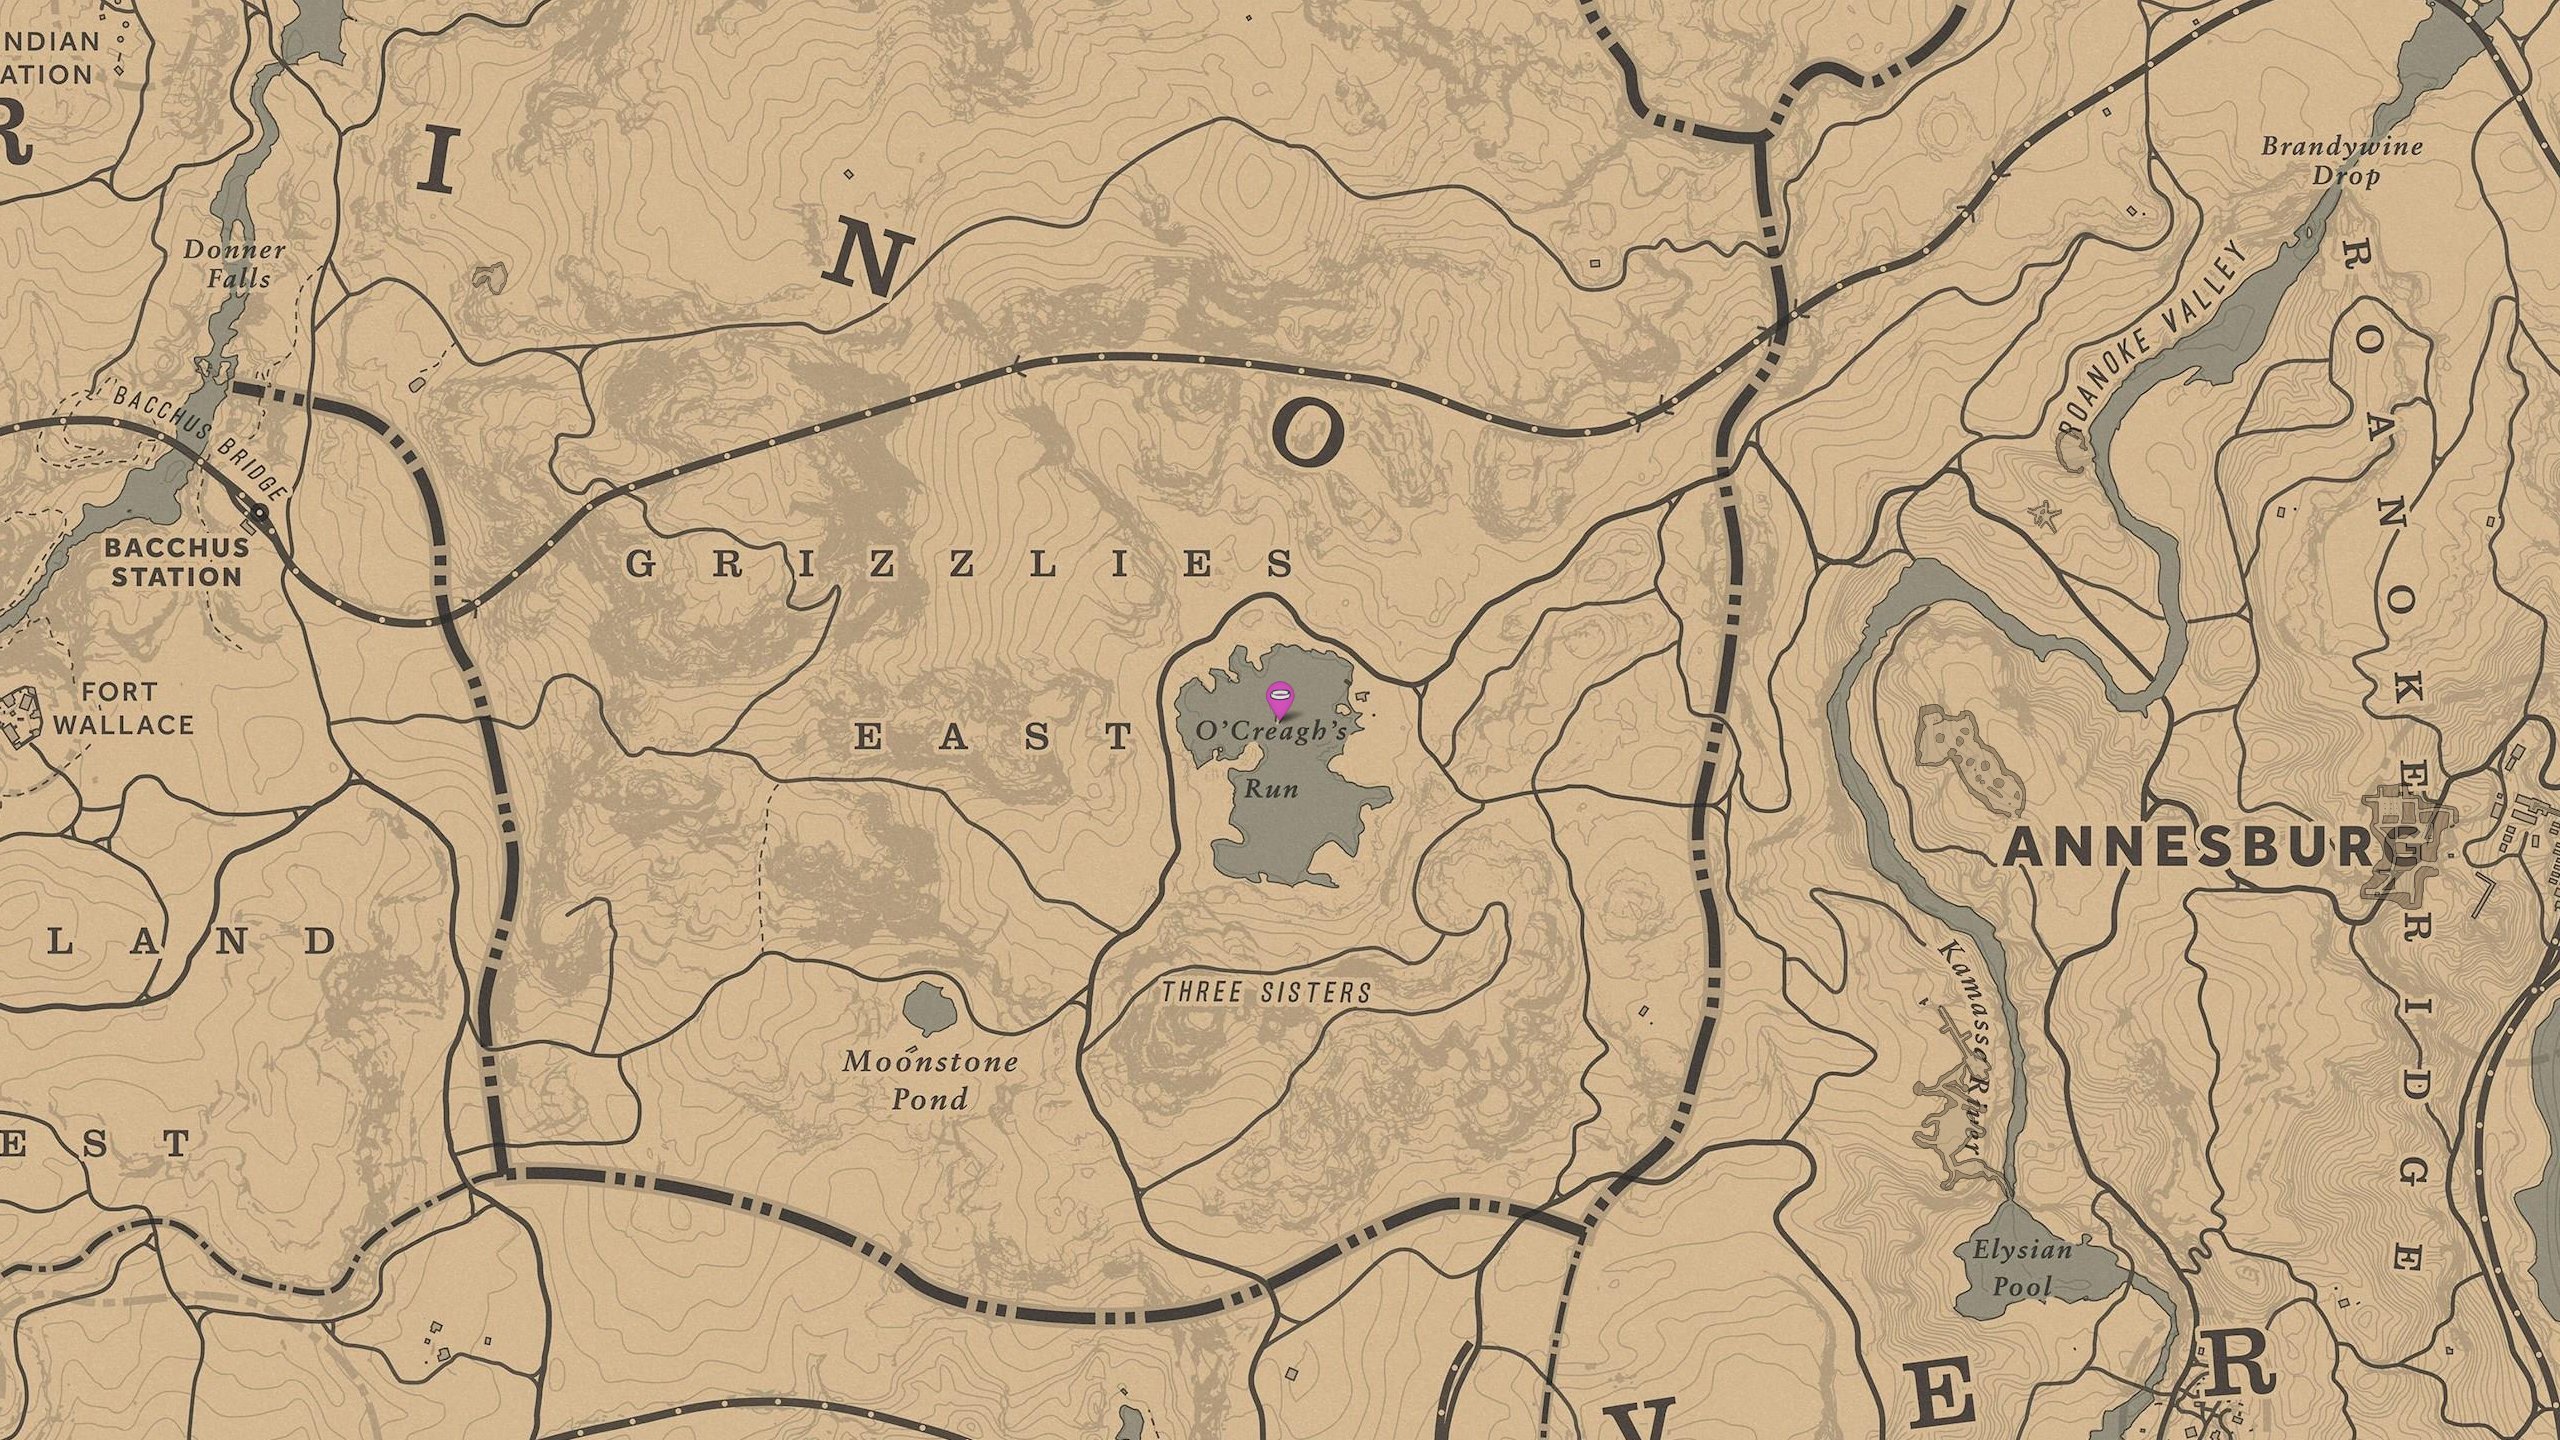 NDIAN
ATION
R
I
N
O
Brandywine
Drop
Donner
Falls
BACCHUS BRIDGE
BACCHUS
STATION
FORT
WALLACE
GRIZZLIES
EAST
ROANOKE VALLEY
ROANOKE RIDGE
O'Creagh's
Run
ANNESBURG
LAND
THREE SISTERS
Moonstone
Pond
Kamassa River
EST
Elysian
Pool
V
E
R